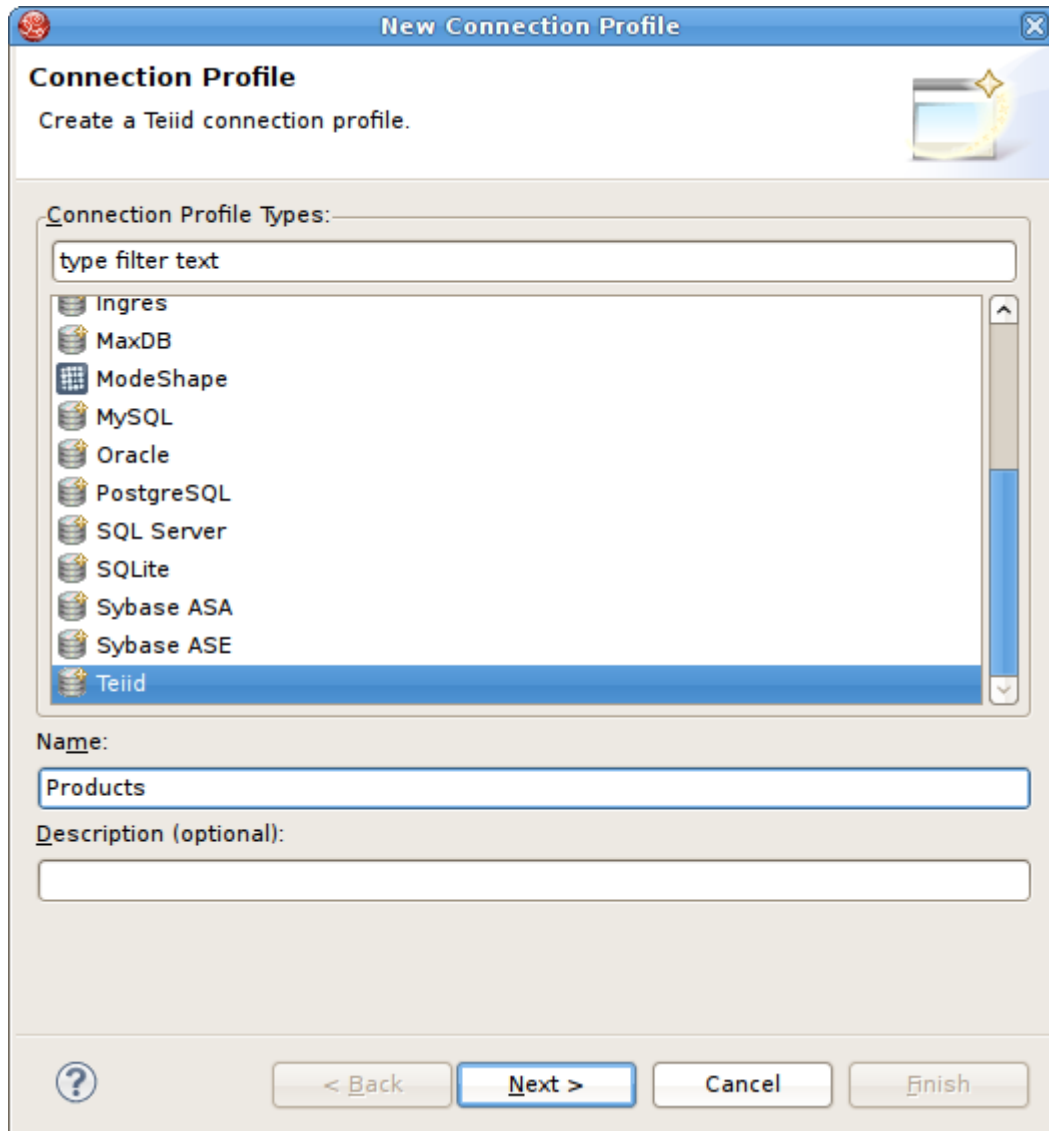 New Connection Profile
Connection Profile
Create a Teiid connection profile.
Connection Profile Types:
type filter text
Ingres
MaxDB
ModeShape
MySQL
Oracle
PostgreSQL
SQL Server
SQLite
Sybase ASA
Sybase ASE
Teiid
Name:
Products
Description (optional):
< Back Next > Cancel Finish